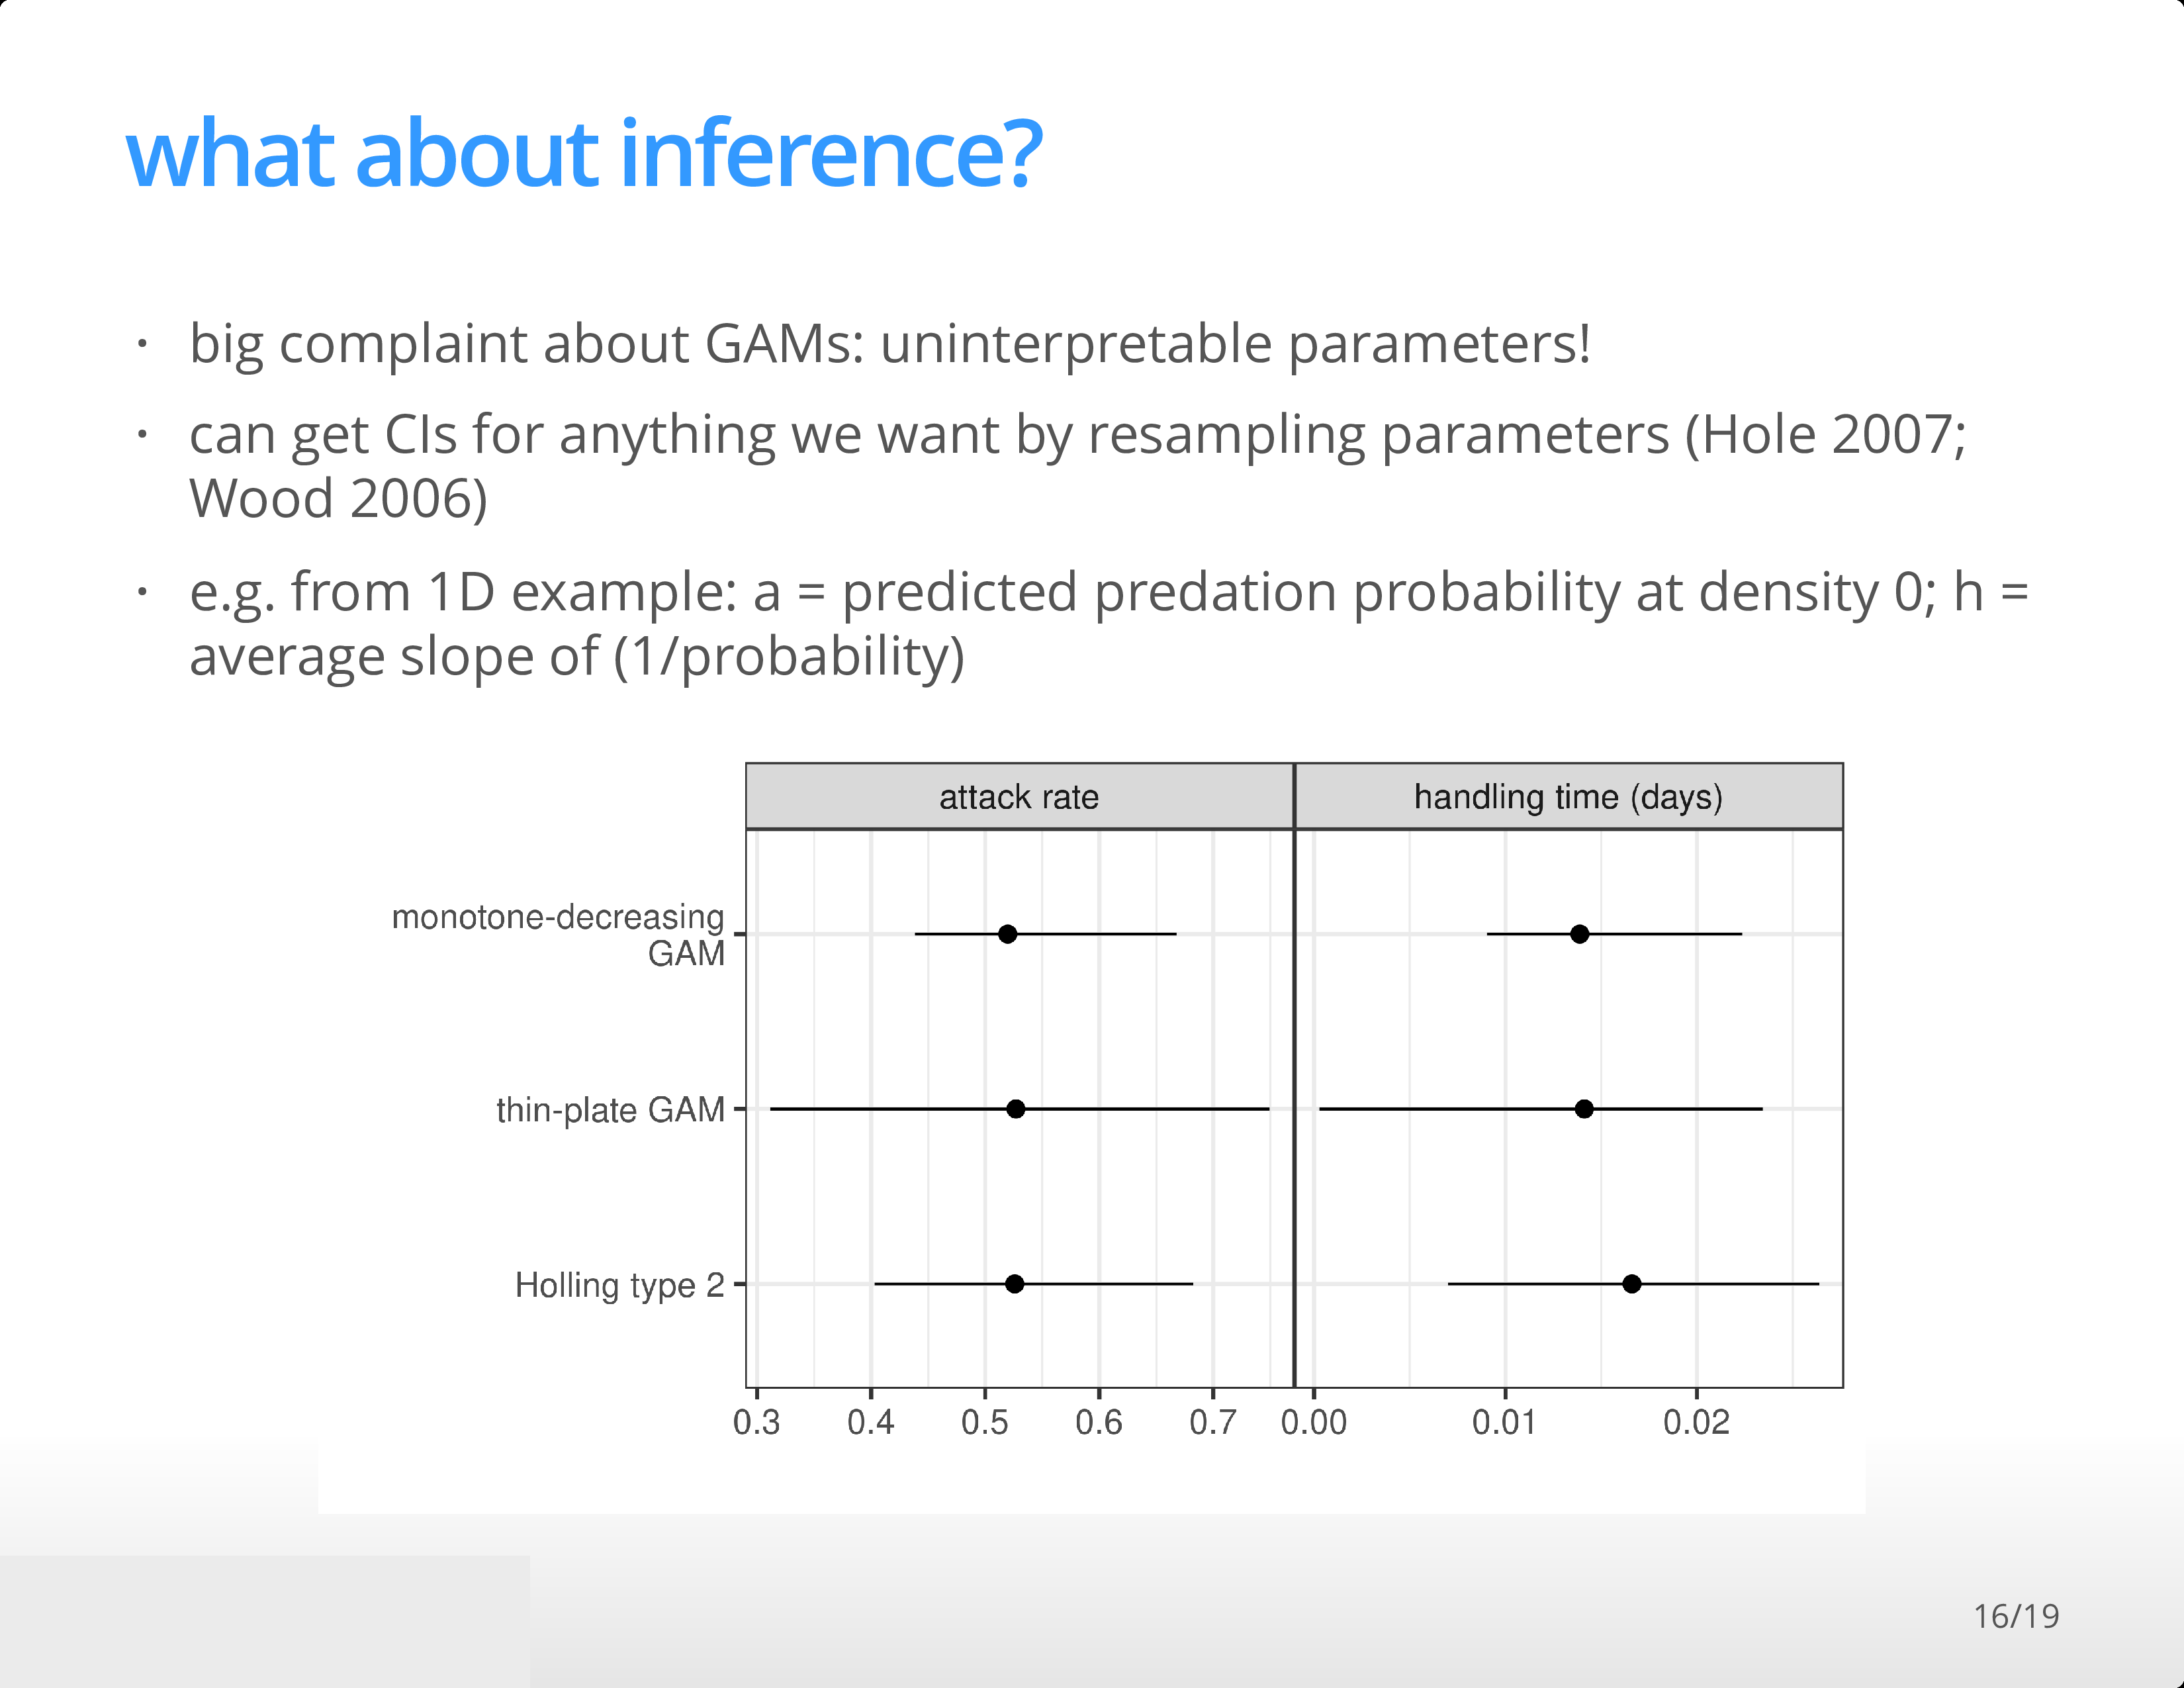 what about inference?
• big complaint about GAMs: uninterpretable parameters!
• can get CIs for anything we want by resampling parameters (Hole 2007;
Wood 2006)
• e.g. from 1D example: a = predicted predation probability at density 0; h =
average slope of (1/probability)
attack rate
handling time (days)
monotone-decreasing
GAM
thin-plate GAM
Holling type 2
0.3 0.4 0.5 0.6 0.7 0.00 0.01 0.02
16/19